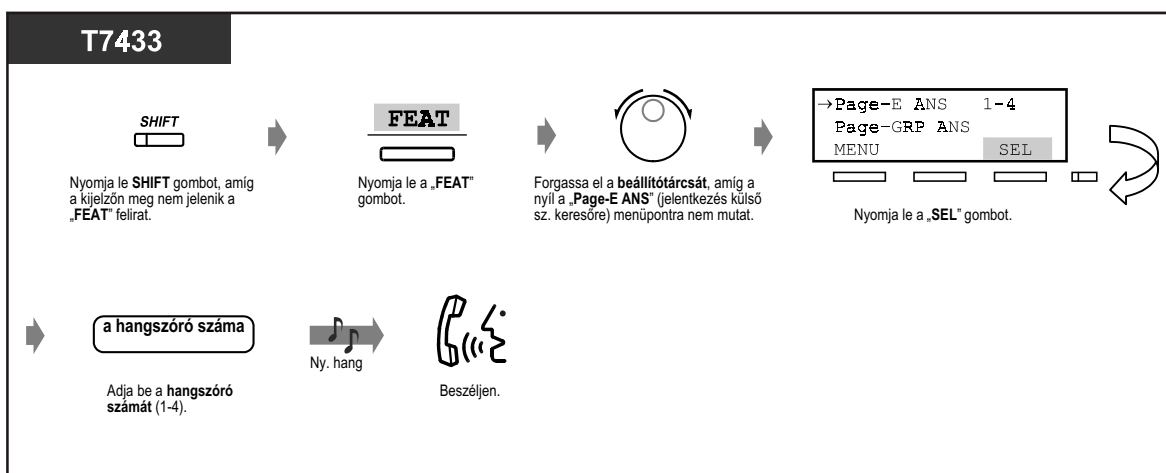 T7433
SHIFT
Nyomja le SHIFT gombot, amíg
a kijelzőn meg nem jelenik a
„FEAT” felirat.
FEAT
Nyomja le a „FEAT”
gombot.
Forgassa el a beállítótárcsát, amíg a
nyíl a „Page-E ANS” (jelentkezés külső
sz. keresőre) menüpontra nem mutat.
→Page-E ANS 1-4
Page-GRP ANS
MENU SEL
Nyomja le a „SEL” gombot.
a hangszóró száma
Adja be a hangszóró
számát (1-4).
Ny. hang
Beszéljen.